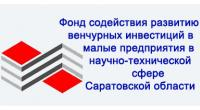 Фонд содействия развитию
венчурных инвестиций в
малые предприятия в
научно-технической
сфере
Саратовской области